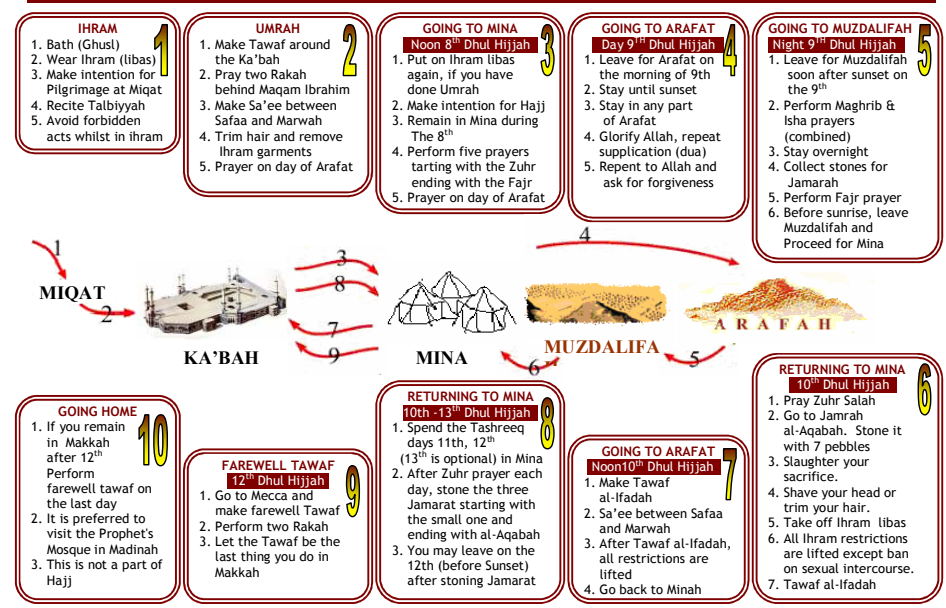 IHRAM
1
1. Bath (Ghusl)
2. Wear Ihram (libas)
3. Make intention for
Pilgrimage at Miqat
4. Recite Talbiyyah
5. Avoid forbidden
acts whilst in ihram
UMRAH
2
1. Make Tawaf around
the Ka’bah
2. Pray two Rakah
behind Maqam Ibrahim
3. Make Sa’ee between
Safaa and Marwah
4. Trim hair and remove
Ihram garments
5. Prayer on day of Arafat
GOING TO MINA
Noon 8th Dhul Hijjah
3
1. Put on Ihram libas
again, if you have
done Umrah
2. Make intention for Hajj
3. Remain in Mina during
The 8th
4. Perform five prayers
tarting with the Zuhr
ending with the Fajr
5. Prayer on day of Arafat
GOING TO ARAFAT
Day 9TH Dhul Hijjah
4
1. Leave for Arafat on
the morning of 9th
2. Stay until sunset
3. Stay in any part
of Arafat
4. Glorify Allah, repeat
supplication (dua)
5. Repent to Allah and
ask for forgiveness
GOING TO MUZDALIFAH
Night 9TH Dhul Hijjah
5
1. Leave for Muzdalifah
soon after sunset on
the 9th
2. Perform Maghrib &
Isha prayers
(combined)
3. Stay overnight
4. Collect stones for
Jamarah
5. Perform Fajr prayer
6. Before sunrise, leave
Muzdalifah and
Proceed for Mina
1
MIQAT
2
KA’BAH
3
8
7
9
MINA
4
MUZDALIFA
6
5
ARAFAH
GOING HOME
10
1. If you remain
in Makkah
after 12th
Perform
farewell tawaf on
the last day
2. It is preferred to
visit the Prophet's
Mosque in Madinah
3. This is not a part of
Hajj
FAREWELL TAWAF
12th Dhul Hijjah
9
1. Go to Mecca and
make farewell Tawaf
2. Perform two Rakah
3. Let the Tawaf be the
last thing you do in
Makkah
RETURNING TO MINA
10th -13th Dhul Hijjah
8
1. Spend the Tashreeq
days 11th, 12th
(13th is optional) in Mina
2. After Zuhr prayer each
day, stone the three
Jamarat starting with
the small one and
ending with al-Aqabah
3. You may leave on the
12th (before Sunset)
after stoning Jamarat
GOING TO ARAFAT
Noon10th Dhul Hijjah
7
1. Make Tawaf
al-Ifadah
2. Sa’ee between Safaa
and Marwah
3. After Tawaf al-Ifadah,
all restrictions are
lifted
4. Go back to Minah
RETURNING TO MINA
10th Dhul Hijjah
6
1. Pray Zuhr Salah
2. Go to Jamrah
al-Aqabah. Stone it
with 7 pebbles
3. Slaughter your
sacrifice.
4. Shave your head or
trim your hair.
5. Take off Ihram libas
6. All Ihram restrictions
are lifted except ban
on sexual intercourse.
7. Tawaf al-Ifadah